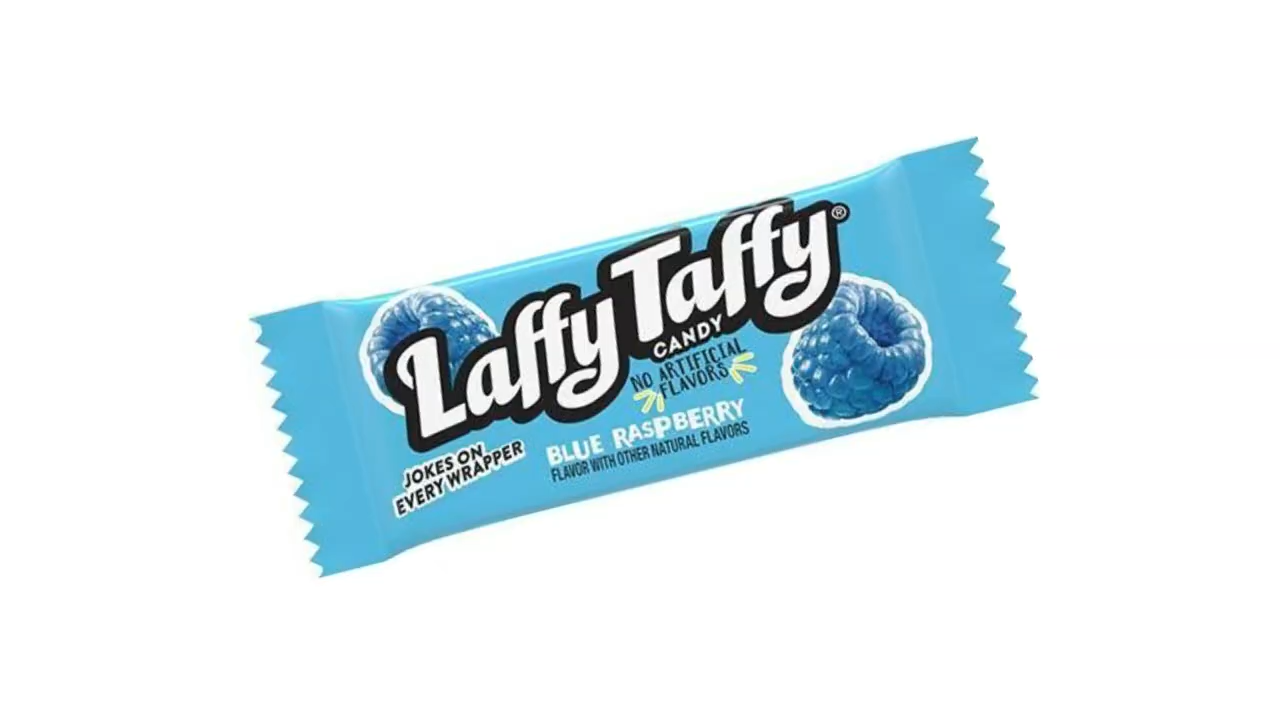 Laffy Taffy®
CANDY
NO ARTIFICIAL
FLAVORS
BLUE RASPBERRY
FLAVOR WITH OTHER NATURAL FLAVORS
JOKES ON
EVERY WRAPPER